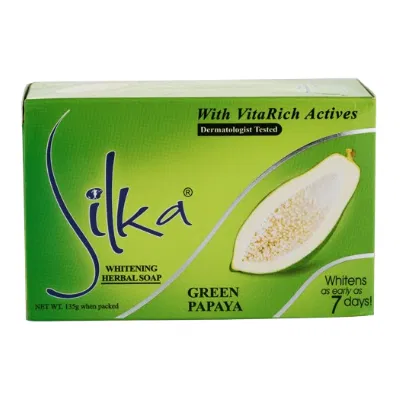 With VitaRich Actives
Dermatologist Tested
Silka®
WHITENING
HERBAL SOAP
NET WT. 135g when packed
GREEN
PAPAYA
Whitens
as early as
7 days!